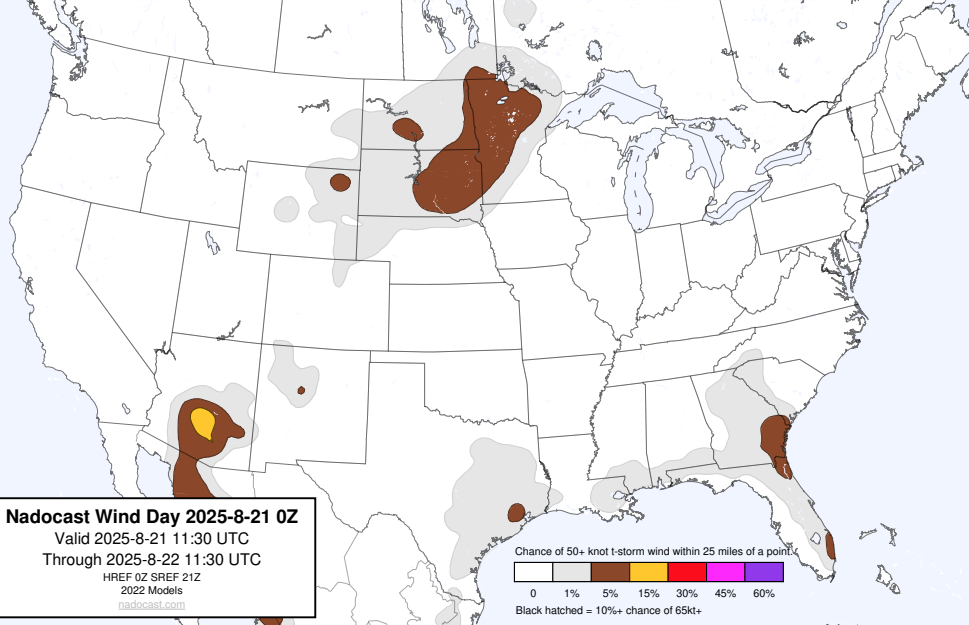 Nadocast Wind Day 2025-8-21 0Z
Valid 2025-8-21 11:30 UTC
Through 2025-8-22 11:30 UTC
HREF 0Z SREF 21Z
2022 Models
nadocast.com
Chance of 50+ knot t-storm wind within 25 miles of a point.
0 1% 5% 15% 30% 45% 60%
Black hatched = 10%+ chance of 65kt+